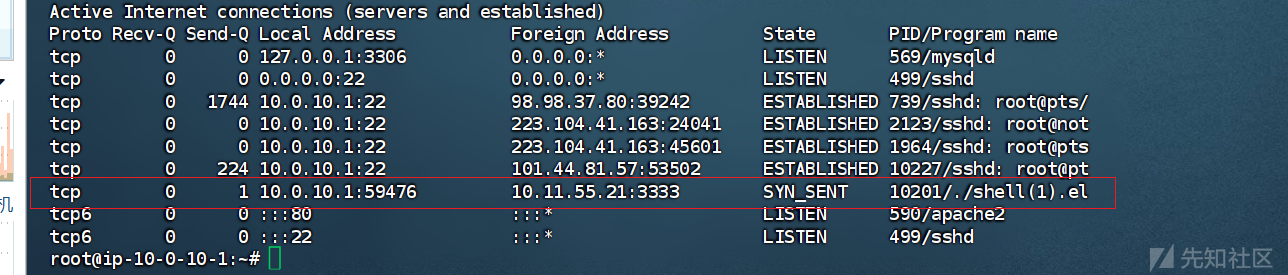 Active Internet connections (servers and established)
Proto Recv-Q Send-Q Local Address           Foreign Address         State       PID/Program name
tcp        0      0 127.0.0.1:3306          0.0.0.0:*               LISTEN      569/mysqld
tcp        0      0 0.0.0.0:22              0.0.0.0:*               LISTEN      499/sshd
tcp        0   1744 10.0.10.1:22            98.98.37.80:39242       ESTABLISHED 739/sshd: root@pts/
tcp        0      0 10.0.10.1:22            223.104.41.163:24041    ESTABLISHED 2123/sshd: root@not
tcp        0      0 10.0.10.1:22            223.104.41.163:45601    ESTABLISHED 1964/sshd: root@pts
tcp        0    224 10.0.10.1:22            101.44.81.57:53502      ESTABLISHED 10227/sshd: root@pt
tcp        0      1 10.0.10.1:59476         10.11.55.21:3333        SYN_SENT    10201/./shell(1).el
机
tcp6       0      0 :::80                   :::*                    LISTEN      590/apache2
tcp6       0      0 :::22                   :::*                    LISTEN      499/sshd
root@ip-10-0-10-1:~#
先知社区